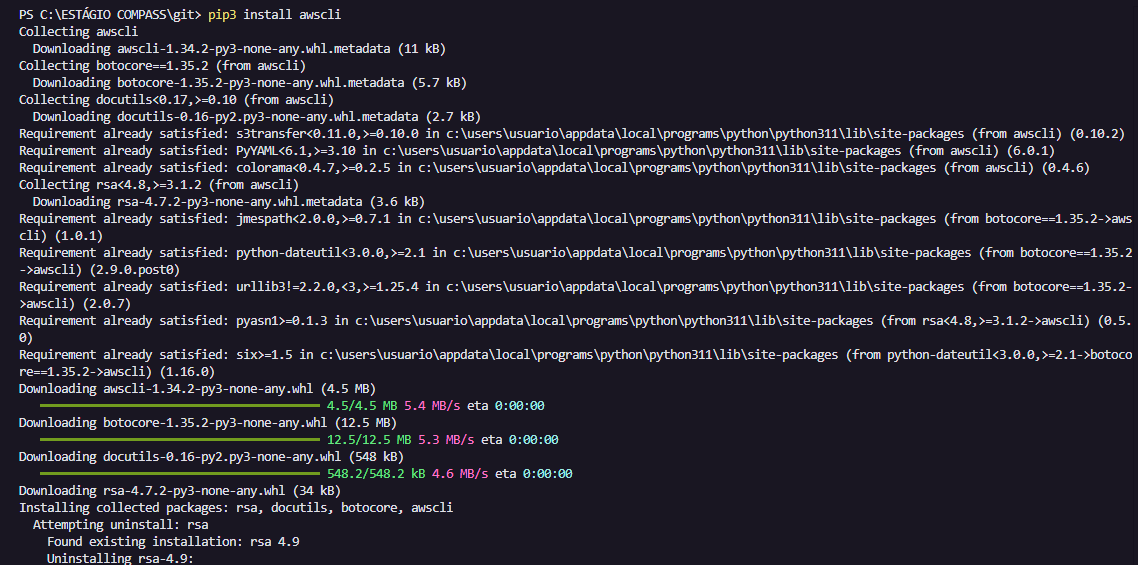 PS C:\ESTÁGIO COMPASS\git> pip3 install awscli
Collecting awscli
  Downloading awscli-1.34.2-py3-none-any.whl.metadata (11 kB)
Collecting botocore==1.35.2 (from awscli)
  Downloading botocore-1.35.2-py3-none-any.whl.metadata (5.7 kB)
Collecting docutils<0.17,>=0.10 (from awscli)
  Downloading docutils-0.16-py2.py3-none-any.whl.metadata (2.7 kB)
Requirement already satisfied: s3transfer<0.11.0,>=0.10.0 in c:\users\usuario\appdata\local\programs\python\python311\lib\site-packages (from awscli) (0.10.2)
Requirement already satisfied: PyYAML<6.1,>=3.10 in c:\users\usuario\appdata\local\programs\python\python311\lib\site-packages (from awscli) (6.0.1)
Requirement already satisfied: colorama<0.4.7,>=0.2.5 in c:\users\usuario\appdata\local\programs\python\python311\lib\site-packages (from awscli) (0.4.6)
Collecting rsa<4.8,>=3.1.2 (from awscli)
  Downloading rsa-4.7.2-py3-none-any.whl.metadata (3.6 kB)
Requirement already satisfied: jmespath<2.0.0,>=0.7.1 in c:\users\usuario\appdata\local\programs\python\python311\lib\site-packages (from botocore==1.35.2->aws
cli) (1.0.1)
Requirement already satisfied: python-dateutil<3.0.0,>=2.1 in c:\users\usuario\appdata\local\programs\python\python311\lib\site-packages (from botocore==1.35.2
->awscli) (2.9.0.post0)
Requirement already satisfied: urllib3!=2.2.0,<3,>=1.25.4 in c:\users\usuario\appdata\local\programs\python\python311\lib\site-packages (from botocore==1.35.2-
>awscli) (2.0.7)
Requirement already satisfied: pyasn1>=0.1.3 in c:\users\usuario\appdata\local\programs\python\python311\lib\site-packages (from rsa<4.8,>=3.1.2->awscli) (0.5.
0)
Requirement already satisfied: six>=1.5 in c:\users\usuario\appdata\local\programs\python\python311\lib\site-packages (from python-dateutil<3.0.0,>=2.1->botoco
re==1.35.2->awscli) (1.16.0)
Downloading awscli-1.34.2-py3-none-any.whl (4.5 MB)
4.5/4.5 MB 5.4 MB/s eta 0:00:00
Downloading botocore-1.35.2-py3-none-any.whl (12.5 MB)
12.5/12.5 MB 5.3 MB/s eta 0:00:00
Downloading docutils-0.16-py2.py3-none-any.whl (548 kB)
548.2/548.2 kB 4.6 MB/s eta 0:00:00
Downloading rsa-4.7.2-py3-none-any.whl (34 kB)
Installing collected packages: rsa, docutils, botocore, awscli
  Attempting uninstall: rsa
    Found existing installation: rsa 4.9
    Uninstalling rsa-4.9: